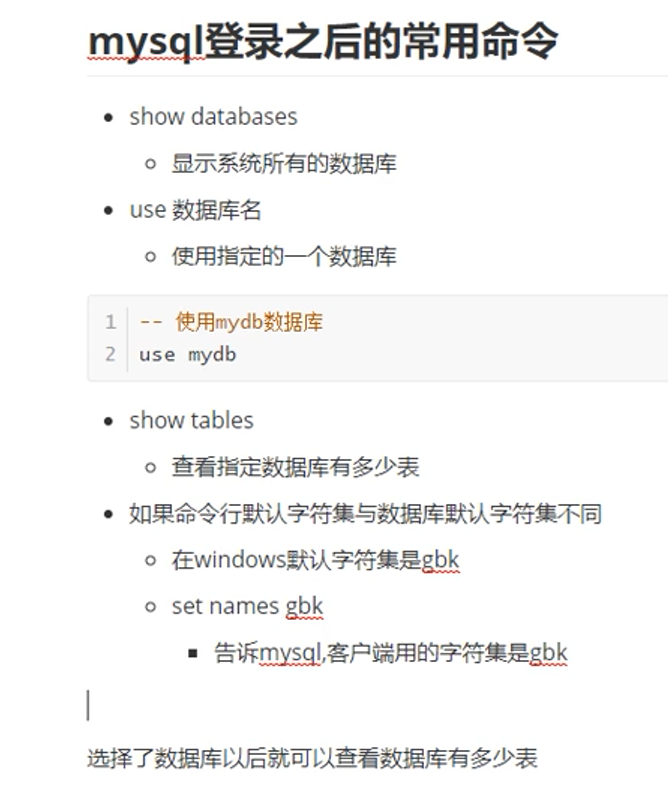 mysql登录之后的常用命令
show databases
显示系统所有的数据库
use 数据库名
使用指定的一个数据库
1 -- 使用mydb数据库
2 use mydb
show tables
查看指定数据库有多少表
如果命令行默认字符集与数据库默认字符集不同
在windows默认字符集是gbk
set names gbk
告诉mysql,客户端用的字符集是gbk
选择了数据库以后就可以查看数据库有多少表